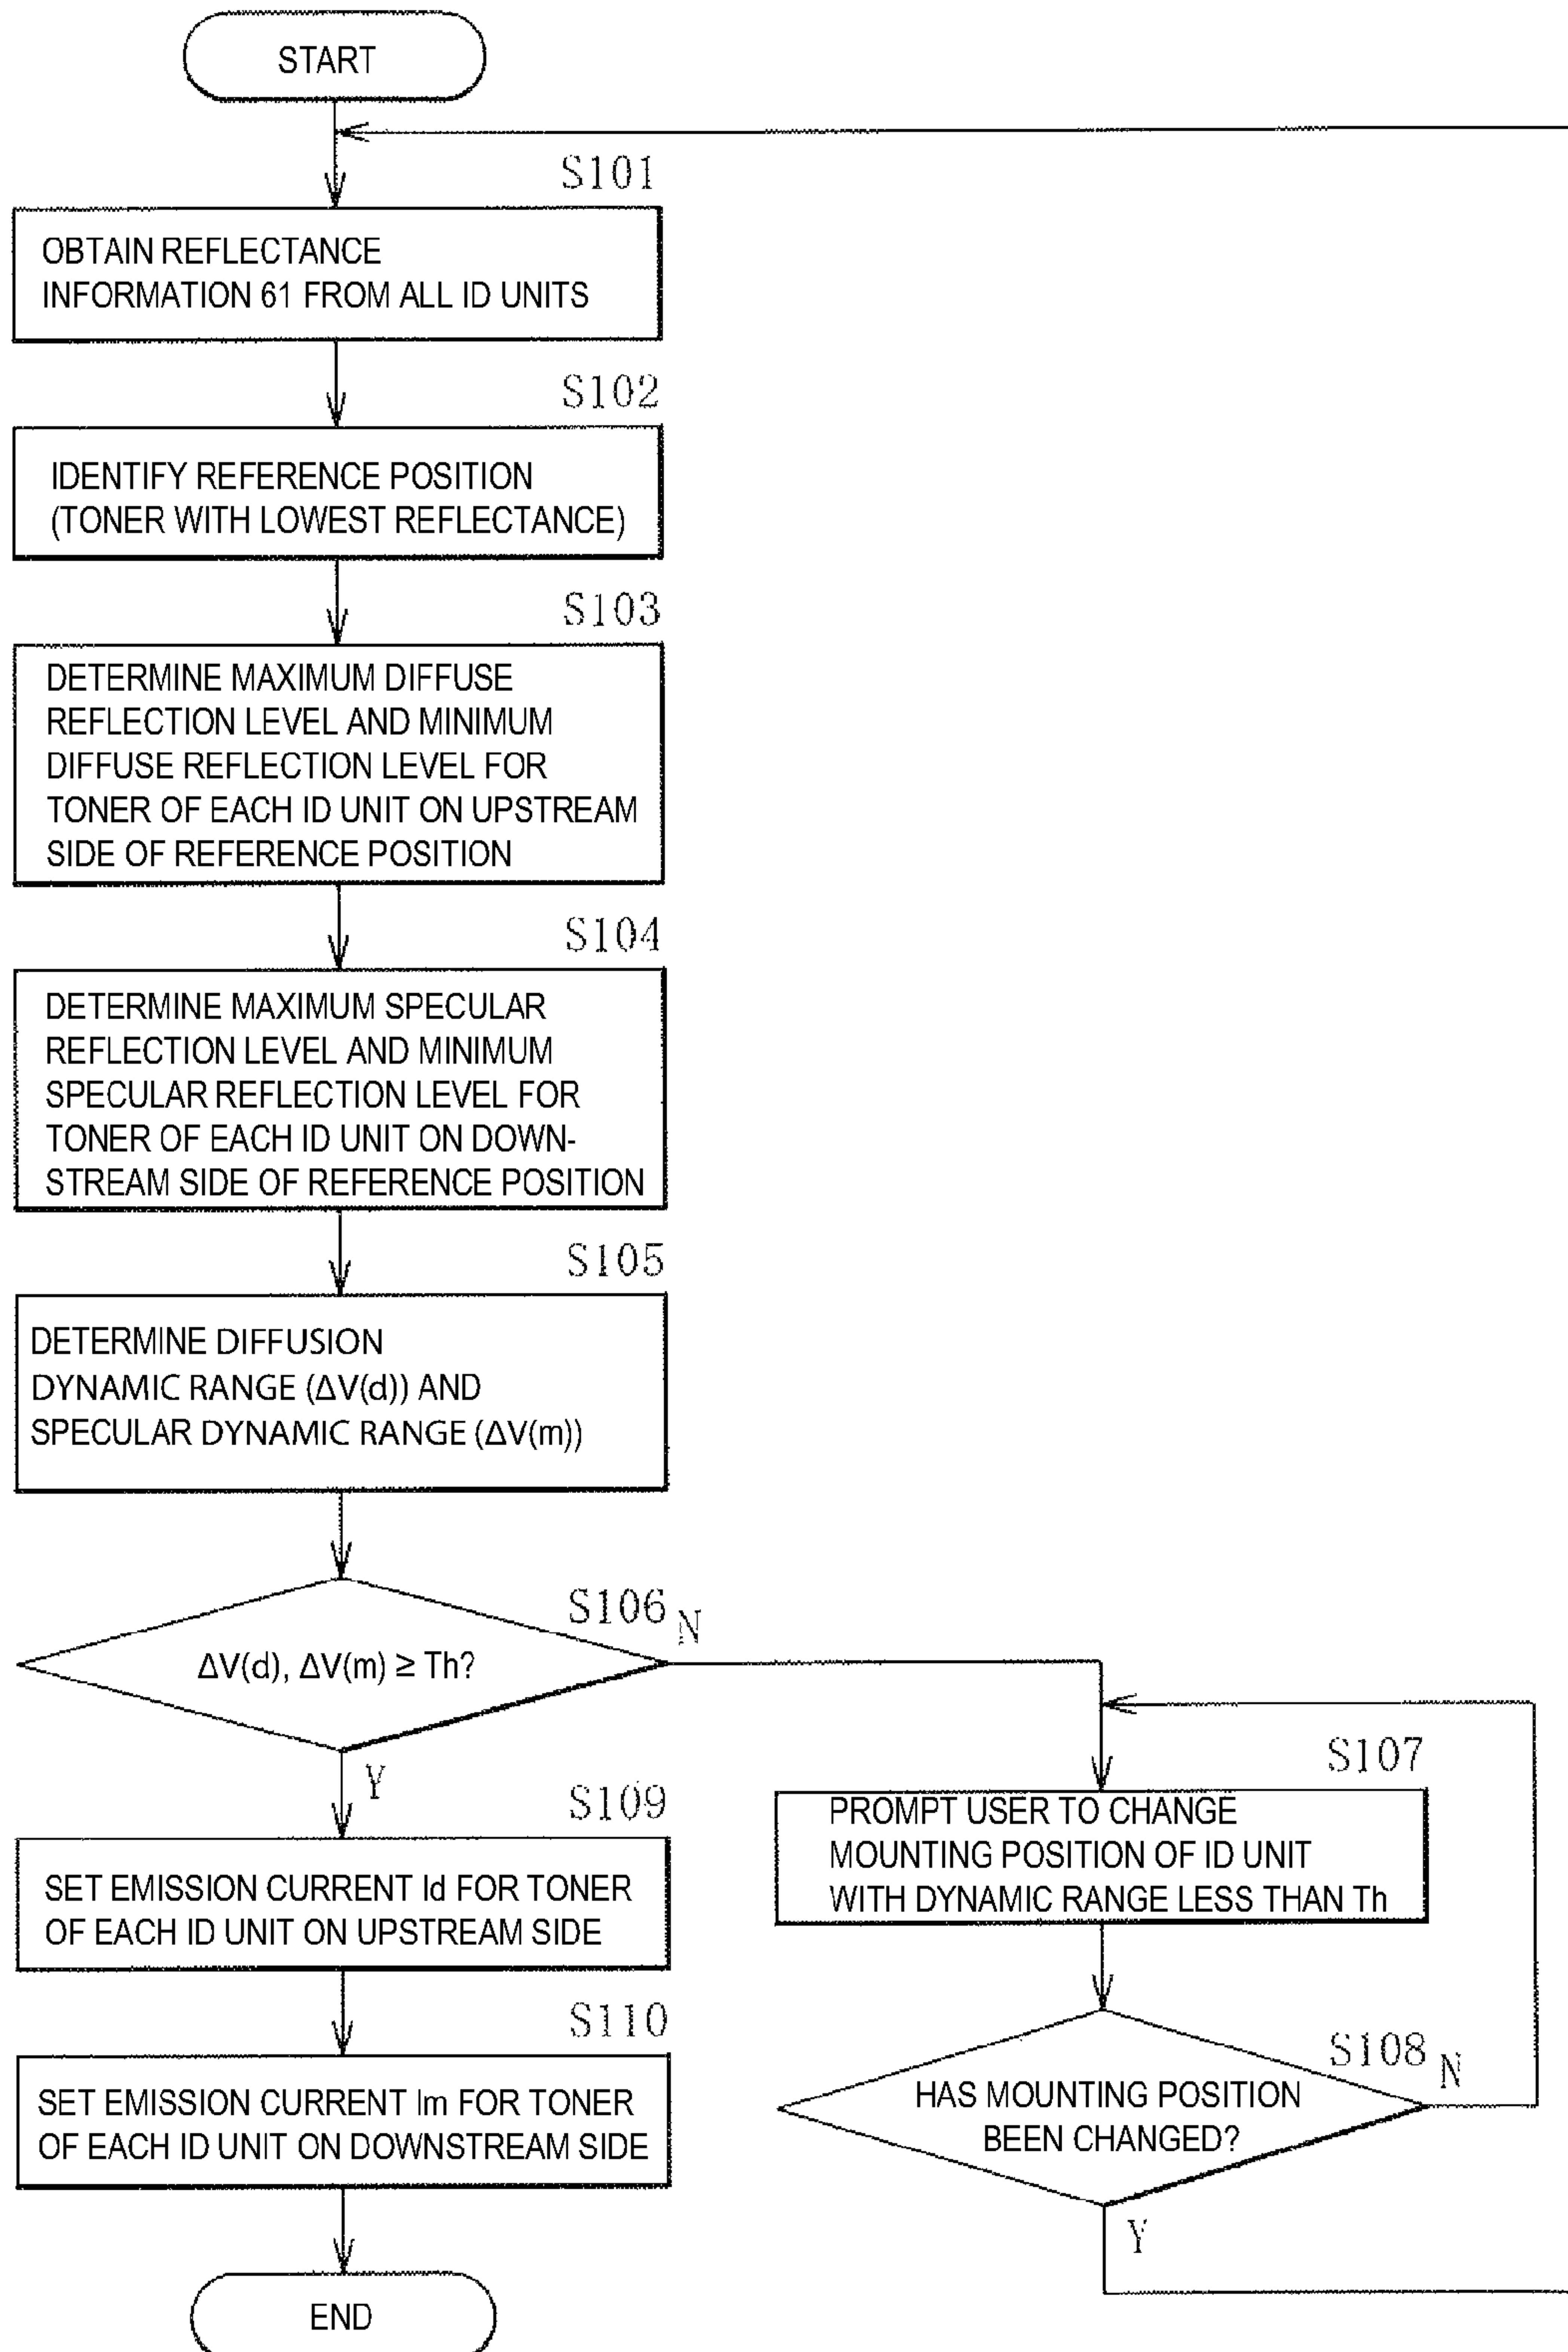 START
S101
OBTAIN REFLECTANCE
INFORMATION 61 FROM ALL ID UNITS
S102
IDENTIFY REFERENCE POSITION
(TONER WITH LOWEST REFLECTANCE)
S103
DETERMINE MAXIMUM DIFFUSE
REFLECTION LEVEL AND MINIMUM
DIFFUSE REFLECTION LEVEL FOR
TONER OF EACH ID UNIT ON UPSTREAM
SIDE OF REFERENCE POSITION
S104
DETERMINE MAXIMUM SPECULAR
REFLECTION LEVEL AND MINIMUM
SPECULAR REFLECTION LEVEL FOR
TONER OF EACH ID UNIT ON DOWN-
STREAM SIDE OF REFERENCE POSITION
S105
DETERMINE DIFFUSION
DYNAMIC RANGE (ΔV(d)) AND
SPECULAR DYNAMIC RANGE (ΔV(m))
S106
N
ΔV(d), ΔV(m) ≥ Th?
Y
S107
PROMPT USER TO CHANGE
MOUNTING POSITION OF ID UNIT
WITH DYNAMIC RANGE LESS THAN Th
S108
N
HAS MOUNTING POSITION
BEEN CHANGED?
Y
S109
SET EMISSION CURRENT Id FOR TONER
OF EACH ID UNIT ON UPSTREAM SIDE
S110
SET EMISSION CURRENT Im FOR TONER
OF EACH ID UNIT ON DOWNSTREAM SIDE
END